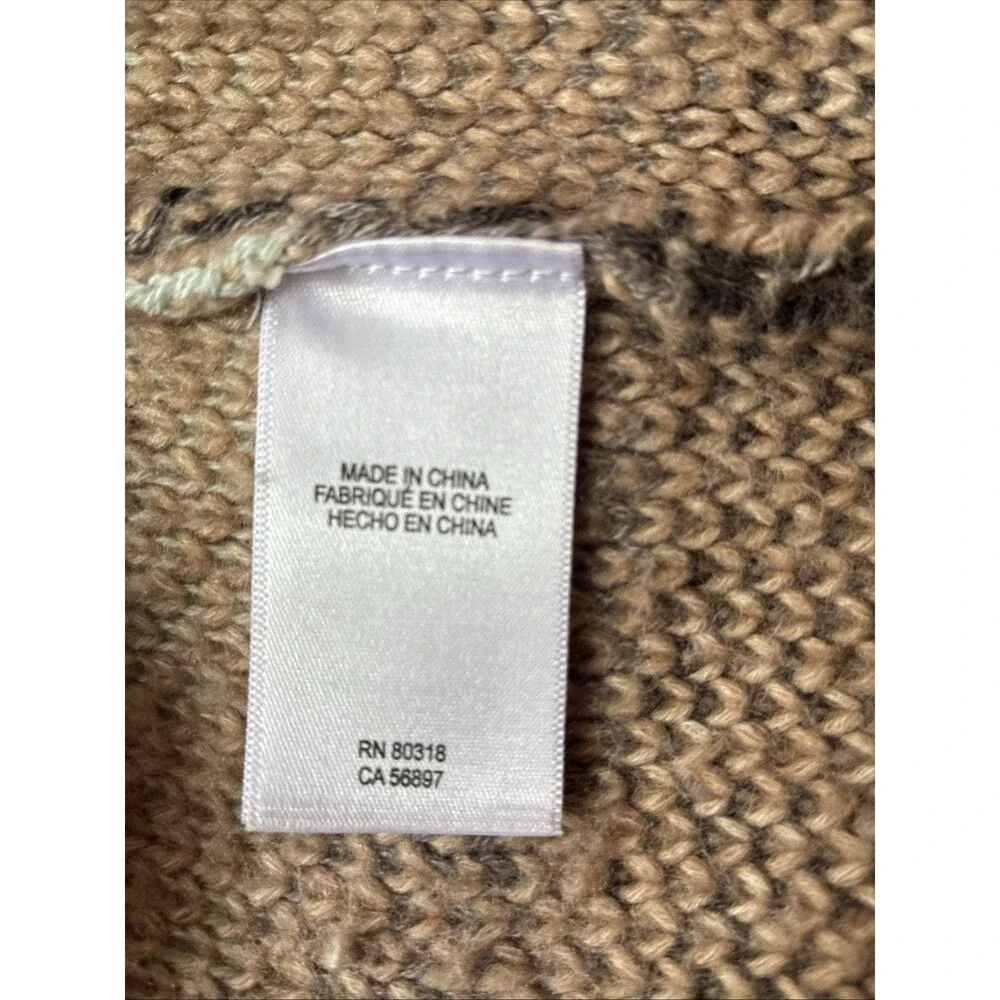 MADE IN CHINA
FABRIQUÉ EN CHINE
HECHO EN CHINA
RN 80318
CA 56897